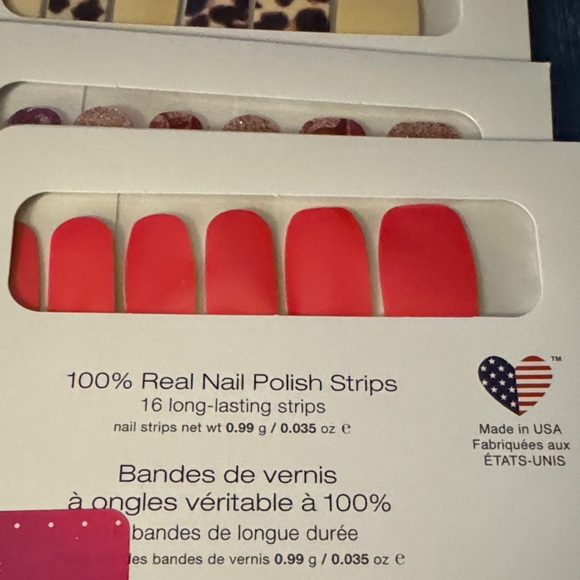 100% Real Nail Polish Strips
16 long-lasting strips
nail strips net wt 0.99 g / 0.035 oz ℮
TM
Made in USA
Fabriquées aux
ÉTATS-UNIS
Bandes de vernis
à ongles véritable à 100%
bandes de longue durée
les bandes de vernis 0.99 g / 0.035 oz ℮